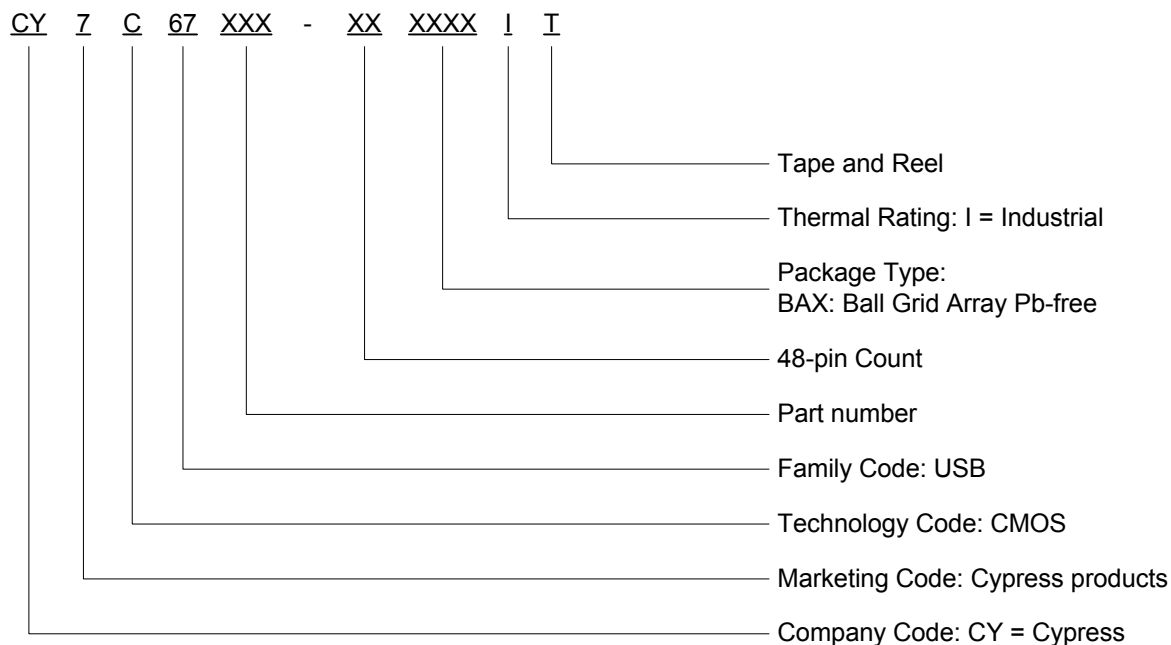 CY 7 C 67 XXX - XX XXXX I T
Tape and Reel
Thermal Rating: I = Industrial
Package Type:
BAX: Ball Grid Array Pb-free
48-pin Count
Part number
Family Code: USB
Technology Code: CMOS
Marketing Code: Cypress products
Company Code: CY = Cypress